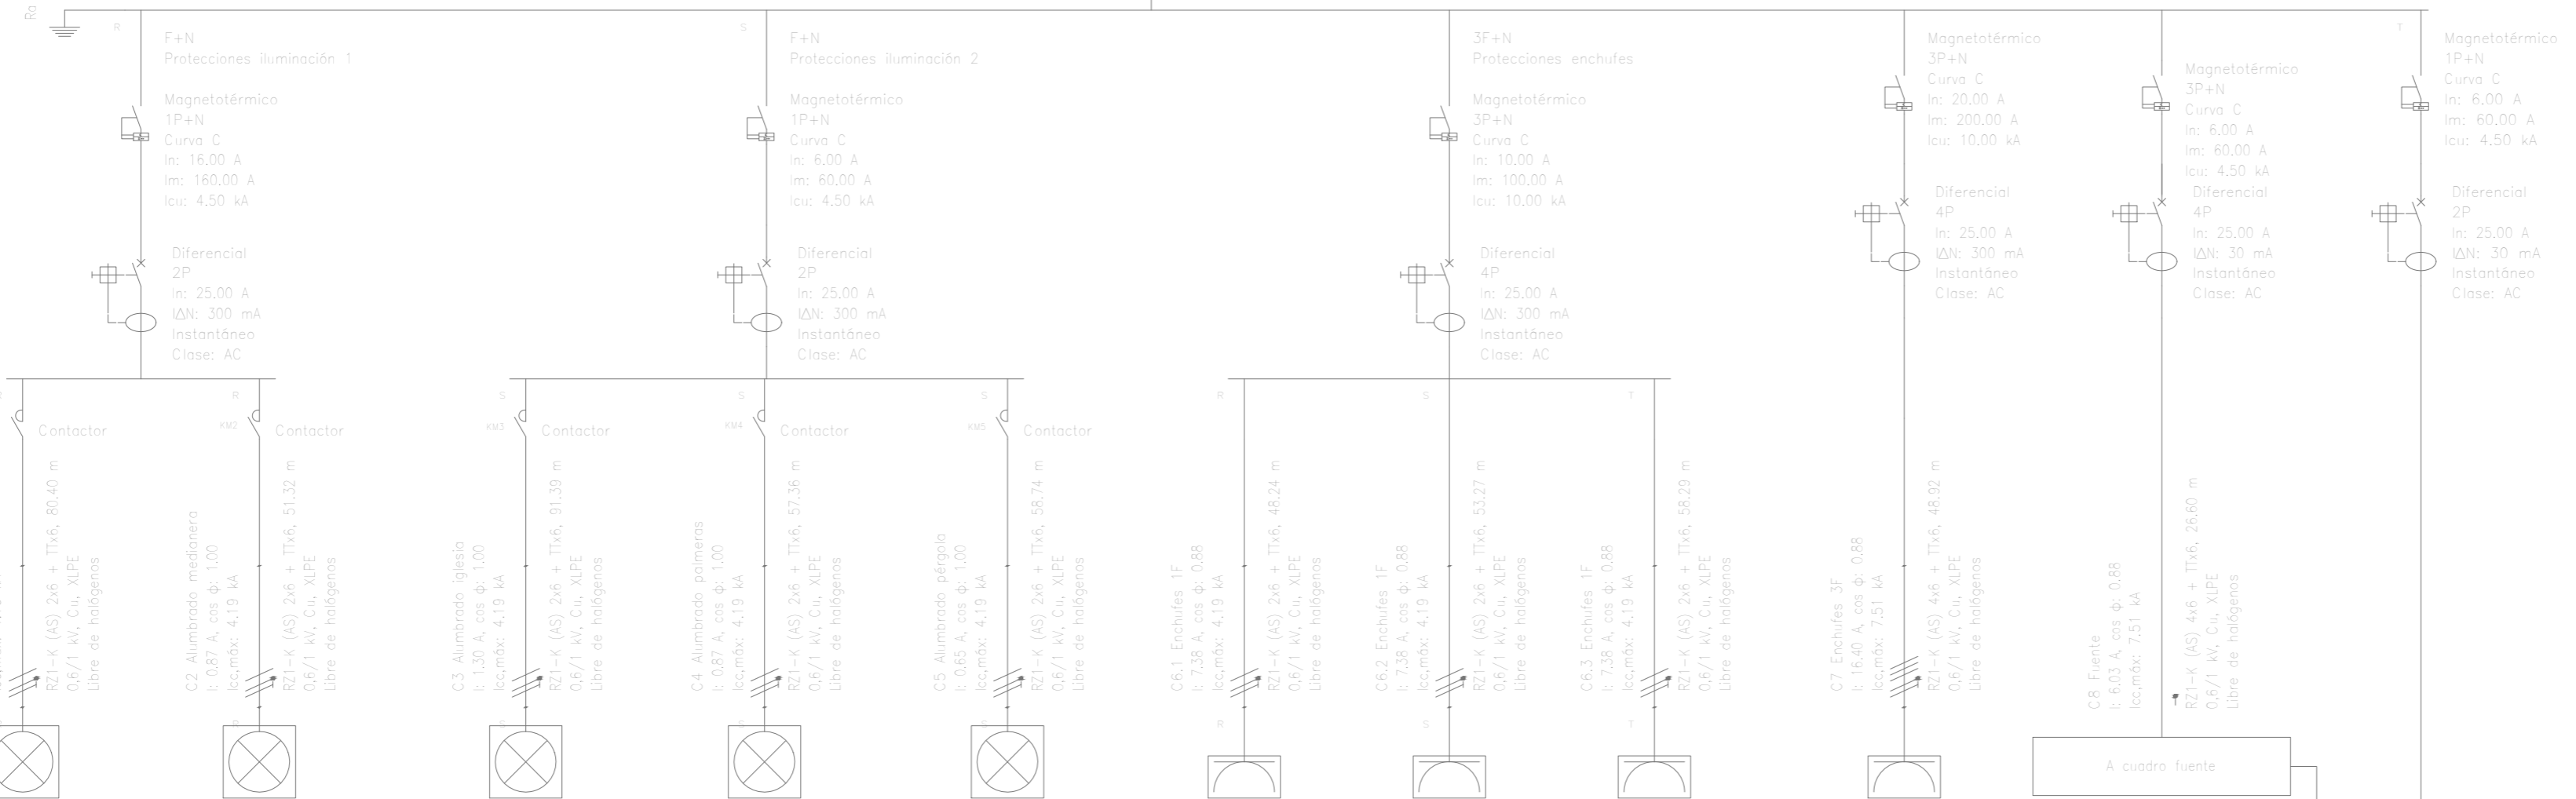 Ra
R
F+N
Protecciones iluminación 1
Magnetotérmico
1P+N
Curva C
In: 16.00 A
Im: 160.00 A
Icu: 4.50 kA
Diferencial
2P
In: 25.00 A
IΔN: 300 mA
Instantáneo
Clase: AC
S
F+N
Protecciones iluminación 2
Magnetotérmico
1P+N
Curva C
In: 6.00 A
Im: 60.00 A
Icu: 4.50 kA
Diferencial
2P
In: 25.00 A
IΔN: 300 mA
Instantáneo
Clase: AC
3F+N
Protecciones enchufes
Magnetotérmico
3P+N
Curva C
In: 10.00 A
Im: 100.00 A
Icu: 10.00 kA
Diferencial
4P
In: 25.00 A
IΔN: 300 mA
Instantáneo
Clase: AC
Magnetotérmico
3P+N
Curva C
In: 20.00 A
Im: 200.00 A
Icu: 10.00 kA
Diferencial
4P
In: 25.00 A
IΔN: 300 mA
Instantáneo
Clase: AC
Magnetotérmico
3P+N
Curva C
In: 6.00 A
Im: 60.00 A
Icu: 4.50 kA
Diferencial
4P
In: 25.00 A
IΔN: 30 mA
Instantáneo
Clase: AC
T
Magnetotérmico
1P+N
Curva C
In: 6.00 A
Im: 60.00 A
Icu: 4.50 kA
Diferencial
2P
In: 25.00 A
IΔN: 30 mA
Instantáneo
Clase: AC
Contactor
RZ1-K (AS) 2x6 + TTx6, 80.40 m
0,6/1 kV, Cu, XLPE
Libre de halógenos
R
KM2
Contactor
C2 Alumbrado medianera
I: 0.87 A, cos φ: 1.00
Icc,máx: 4.19 kA
RZ1-K (AS) 2x6 + TTx6, 51.32 m
0,6/1 kV, Cu, XLPE
Libre de halógenos
R
S
KM3
Contactor
C3 Alumbrado iglesia
I: 1.30 A, cos φ: 1.00
Icc,máx: 4.19 kA
RZ1-K (AS) 2x6 + TTx6, 91.39 m
0,6/1 kV, Cu, XLPE
Libre de halógenos
S
S
KM4
Contactor
C4 Alumbrado palmeras
I: 0.87 A, cos φ: 1.00
Icc,máx: 4.19 kA
RZ1-K (AS) 2x6 + TTx6, 57.36 m
0,6/1 kV, Cu, XLPE
Libre de halógenos
S
S
KM5
Contactor
C5 Alumbrado pérgola
I: 0.65 A, cos φ: 1.00
Icc,máx: 4.19 kA
RZ1-K (AS) 2x6 + TTx6, 58.74 m
0,6/1 kV, Cu, XLPE
Libre de halógenos
S
R
C6.1 Enchufes 1F
I: 7.38 A, cos φ: 0.88
Icc,máx: 4.19 kA
RZ1-K (AS) 2x6 + TTx6, 48.24 m
0,6/1 kV, Cu, XLPE
Libre de halógenos
R
S
C6.2 Enchufes 1F
I: 7.38 A, cos φ: 0.88
Icc,máx: 4.19 kA
RZ1-K (AS) 2x6 + TTx6, 53.27 m
0,6/1 kV, Cu, XLPE
Libre de halógenos
S
T
C6.3 Enchufes 1F
I: 7.38 A, cos φ: 0.88
Icc,máx: 4.19 kA
RZ1-K (AS) 2x6 + TTx6, 58.29 m
0,6/1 kV, Cu, XLPE
Libre de halógenos
T
C7 Enchufes 3F
I: 16.40 A, cos φ: 0.88
Icc,máx: 7.51 kA
RZ1-K (AS) 4x6 + TTx6, 48.92 m
0,6/1 kV, Cu, XLPE
Libre de halógenos
C8 Fuente
I: 6.03 A, cos φ: 0.88
Icc,máx: 7.51 kA
RZ1-K (AS) 4x6 + TTx6, 26.60 m
0,6/1 kV, Cu, XLPE
Libre de halógenos
A cuadro fuente